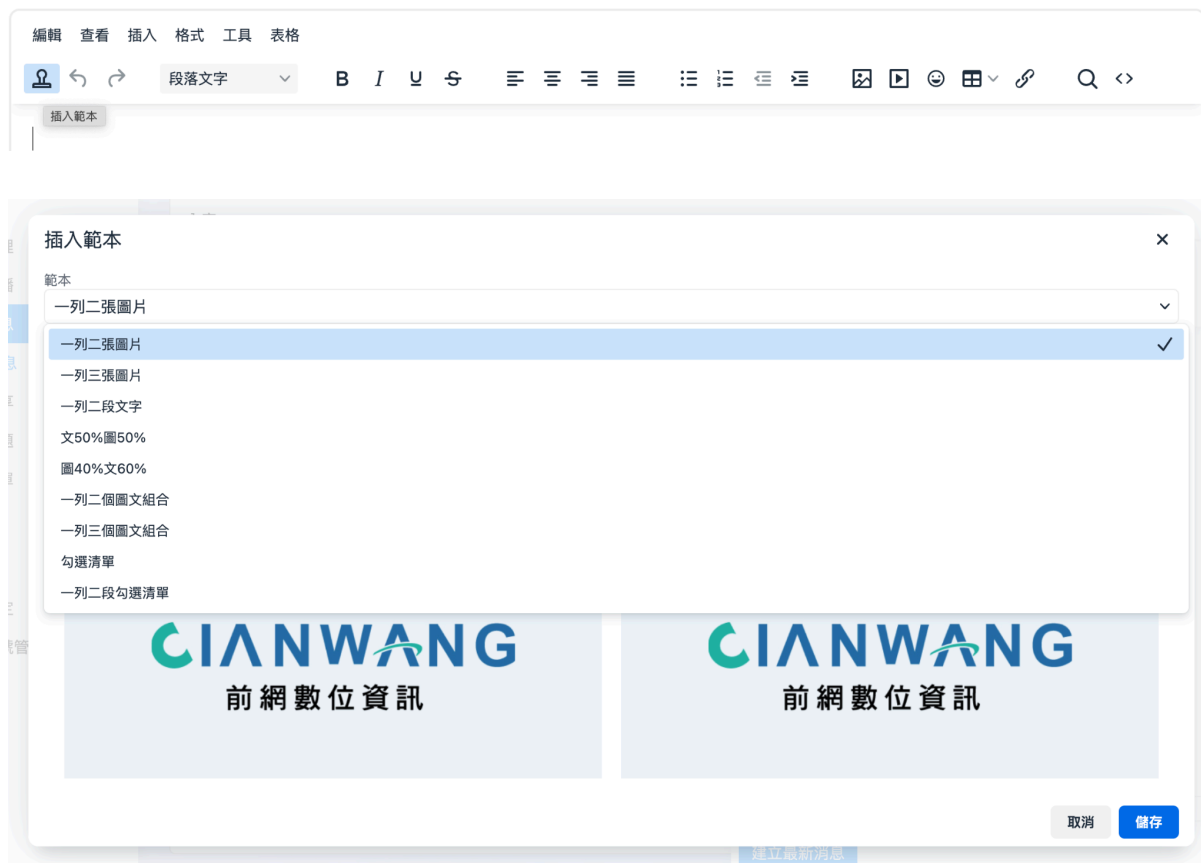 編輯 查看 插入 格式 工具 表格
段落文字
插入範本
插入範本
範本
一列二張圖片
一列二張圖片
一列三張圖片
一列二段文字
文50%圖50%
圖40%文60%
一列二個圖文組合
一列三個圖文組合
勾選清單
一列二段勾選清單
CIANWANG CIANWANG
前網數位資訊 前網數位資訊
取消 儲存
建立最新消息